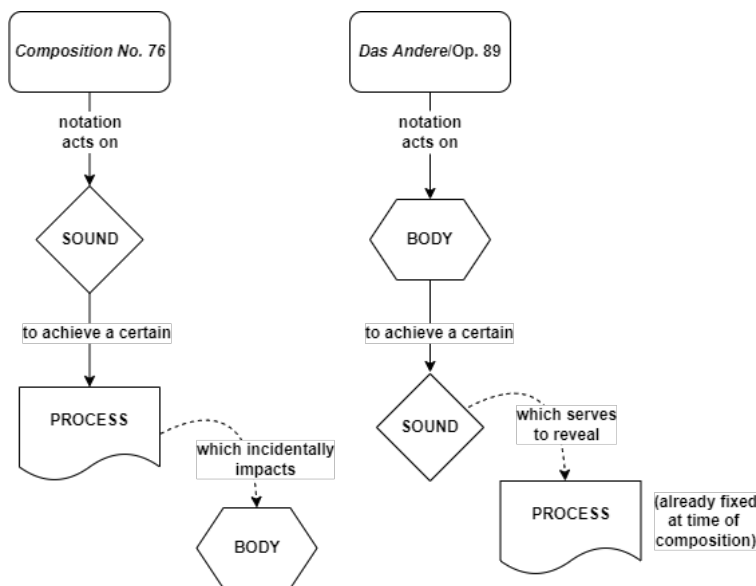 Composition No. 76
notation
acts on
SOUND
to achieve a certain
PROCESS
which incidentally
impacts
BODY
Das Andere/Op. 89
notation
acts on
BODY
to achieve a certain
SOUND
which serves
to reveal
PROCESS
(already fixed
at time of
composition)